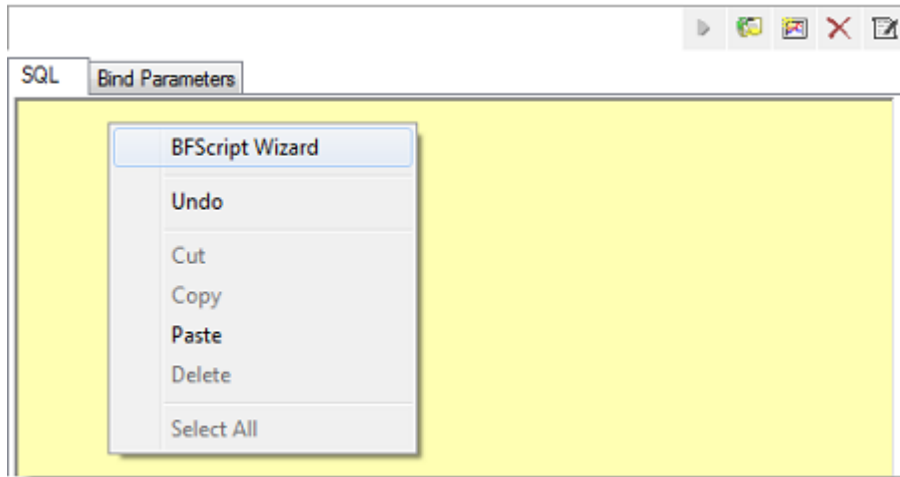 SQL
Bind Parameters
BFScript Wizard
Undo
Cut
Copy
Paste
Delete
Select All